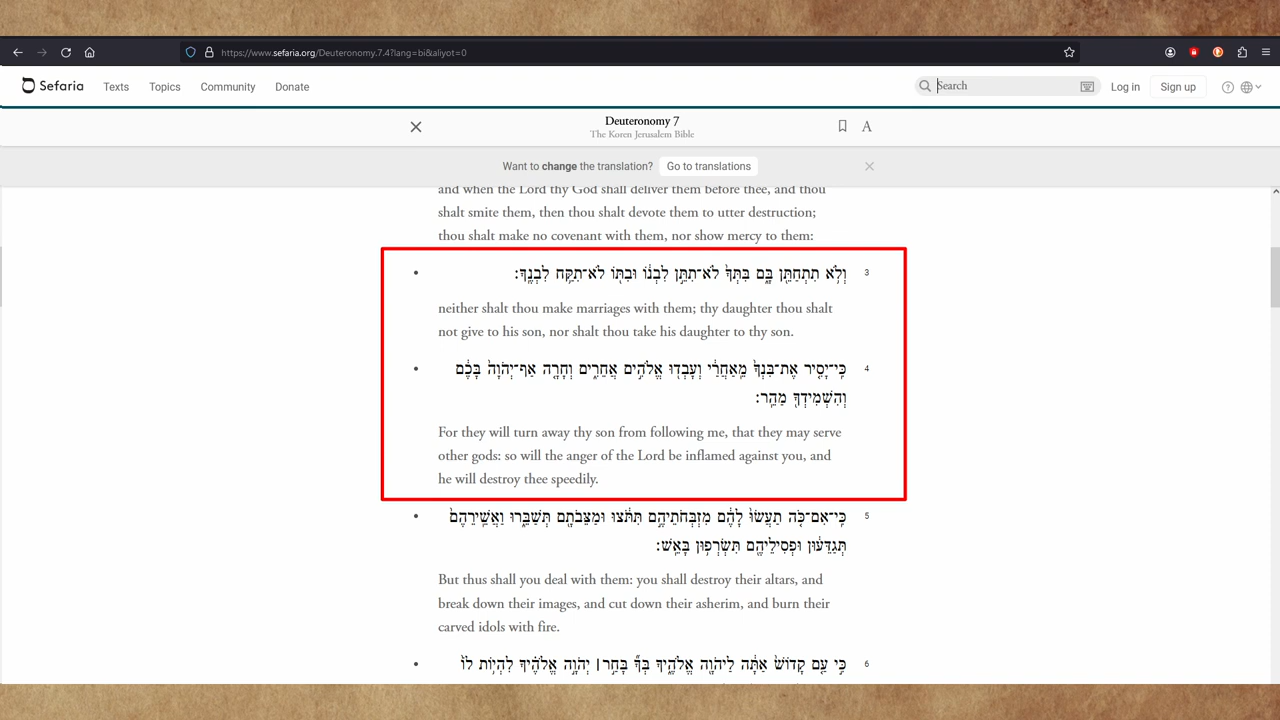 https://www.sefaria.org/Deuteronomy.7.4?lang=bi&aliyot=0
Sefaria Texts Topics Community Donate Search Log in Sign up
Deuteronomy 7
The Koren Jerusalem Bible
A
Want to change the translation? Go to translations
and when the Lord thy God shall deliver them before thee, and thou
shalt smite them, then thou shalt devote them to utter destruction;
thou shalt make no covenant with them, nor show mercy to them:
3
וְלֹ֥א תִתְחַתֵּ֖ן בָּ֑ם בִּתְּךָ֙ לֹא־תִתֵּ֣ן לִבְנ֔וֹ וּבִתּ֖וֹ לֹא־תִקַּ֥ח לִבְנֶֽךָ׃
neither shalt thou make marriages with them; thy daughter thou shalt
not give to his son, nor shalt thou take his daughter to thy son.
4
כִּֽי־יָסִ֤יר אֶת־בִּנְךָ֙ מֵֽאַחֲרַ֔י וְעָבְד֖וּ אֱלֹהִ֣ים אֲחֵרִ֑ים וְחָרָ֤ה אַף־יְהֹוָה֙ בָּכֶ֔ם
וְהִשְׁמִידְךָ֖ מַהֵֽר׃
For they will turn away thy son from following me, that they may serve
other gods: so will the anger of the Lord be inflamed against you, and
he will destroy thee speedily.
5
כִּֽי־אִם־כֹּ֤ה תַעֲשׂוּ֙ לָהֶ֔ם מִזְבְּחֹתֵיהֶ֣ם תִּתֹּ֔צוּ וּמַצֵּבֹתָ֖ם תְּשַׁבֵּ֑רוּ וַאֲשֵֽׁירֵהֶם֙
תְּגַדֵּע֔וּן וּפְסִילֵיהֶ֖ם תִּשְׂרְפ֥וּן בָּאֵֽשׁ׃
But thus shall you deal with them: you shall destroy their altars, and
break down their images, and cut down their asherim, and burn their
carved idols with fire.
6
כִּ֣י עַ֤ם קָדוֹשׁ֙ אַתָּ֔ה לַיהֹוָ֖ה אֱלֹהֶ֑יךָ בְּךָ֞ בָּחַ֣ר ׀ יְהֹוָ֣ה אֱלֹהֶ֗יךָ לִהְי֥וֹת לוֹ֙